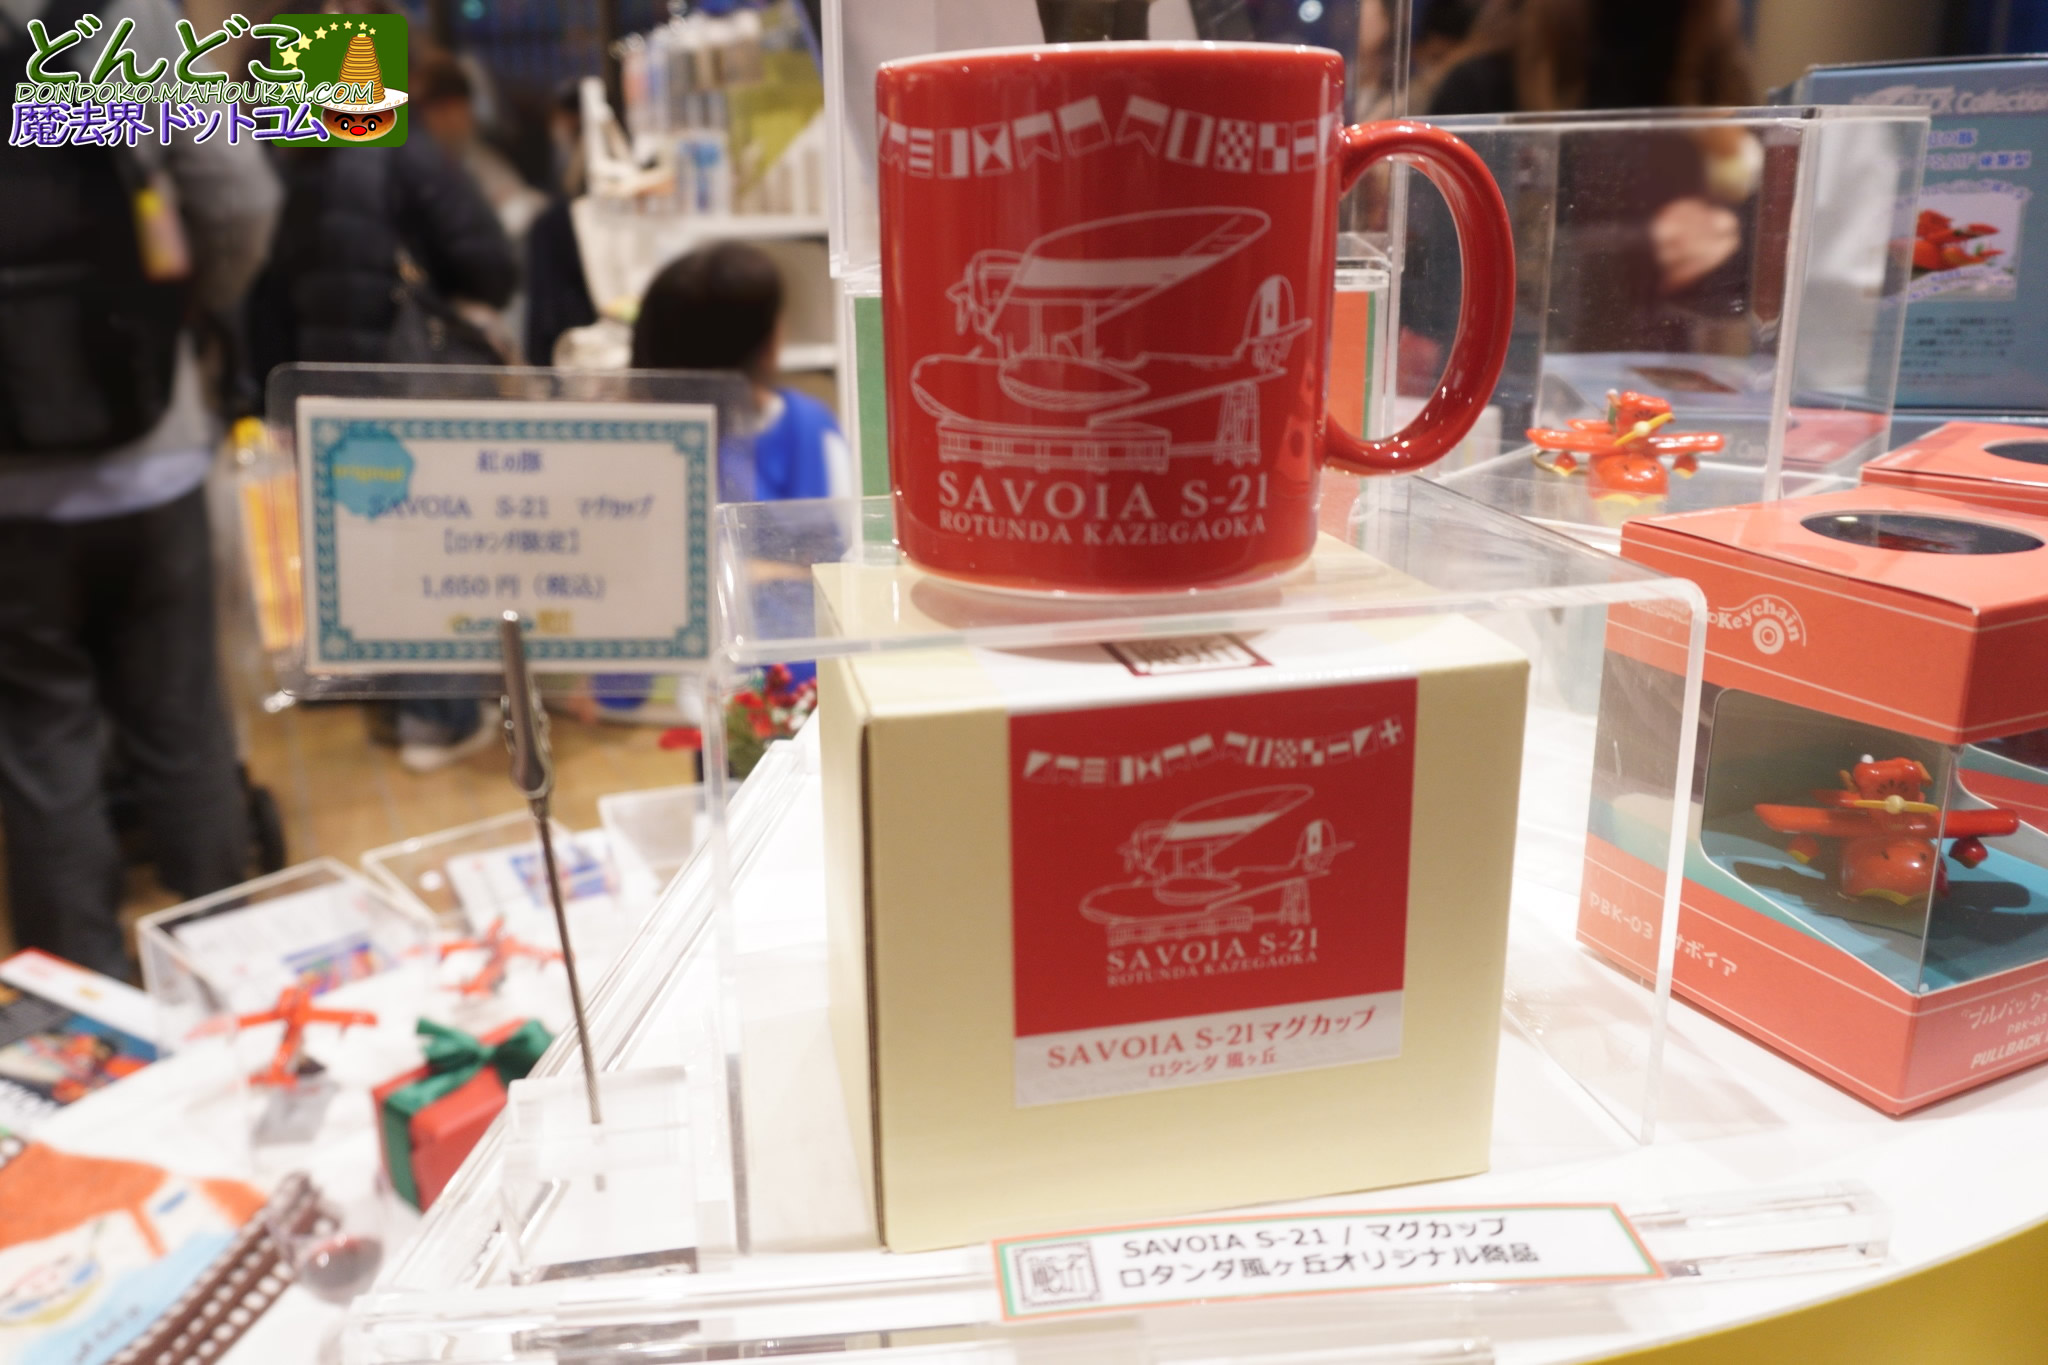 どんどこ
DONDOKO.MAHOUKAI.COM
魔法界ドットコム
SAVOIA S-21
ROTUNDA KAZEGAOKA
original
紅の豚
SAVOIA S-21 マグカップ
【ロタンダ限定】
1,650円（税込）
SAVOIA S-21
ROTUNDA KAZEGAOKA
SAVOIA S-21マグカップ
ロタンダ 風ヶ丘
SAVOIA S-21 / マグカップ
ロタンダ風ヶ丘オリジナル商品
Collection
Keychain
PBK-03 サボイア
プルバック
PBK-03
PULLBACK